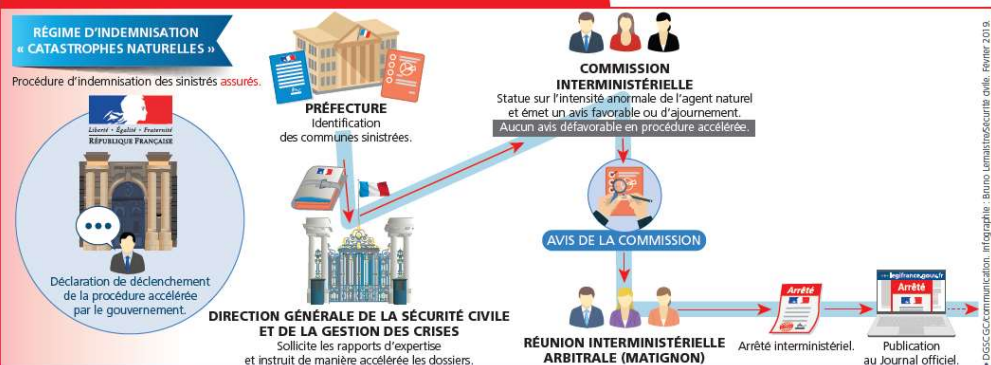 RÉGIME D'INDEMNISATION
« CATASTROPHES NATURELLES »
Procédure d'indemnisation des sinistrés assurés.
Liberté • Égalité • Fraternité
RÉPUBLIQUE FRANÇAISE
Déclaration de déclenchement
de la procédure accélérée
par le gouvernement.
PRÉFECTURE
Identification
des communes sinistrées.
DIRECTION GÉNÉRALE DE LA SÉCURITÉ CIVILE
ET DE LA GESTION DES CRISES
Sollicite les rapports d'expertise
et instruit de manière accélérée les dossiers.
COMMISSION
INTERMINISTÉRIELLE
Statue sur l'intensité anormale de l'agent naturel
et émet un avis favorable ou d'ajournement.
Aucun avis défavorable en procédure accélérée.
AVIS DE LA COMMISSION
RÉUNION INTERMINISTÉRIELLE
ARBITRALE (MATIGNON)
Arrêté
Arrêté interministériel.
legifrance.gouv.fr
Arrêté
Publication
au Journal officiel.
• DGSCGC/communication. Infographie : Bruno Lemaistre/Sécurité civile. Février 2019.